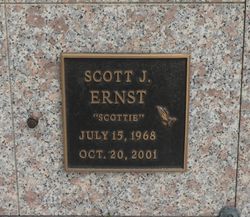 SCOTT J.
ERNST
"SCOTTIE"
JULY 15, 1968
OCT. 20, 2001